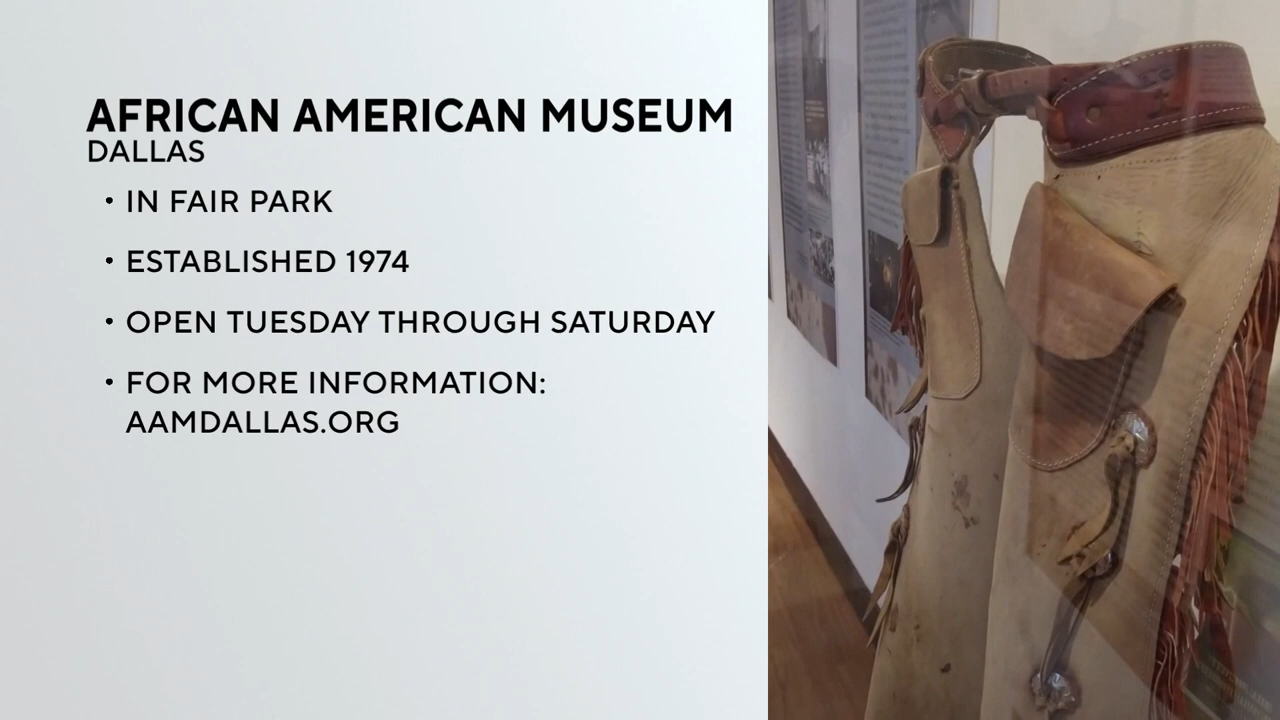 AFRICAN AMERICAN MUSEUM
DALLAS
• IN FAIR PARK
• ESTABLISHED 1974
• OPEN TUESDAY THROUGH SATURDAY
• FOR MORE INFORMATION:
AAMDALLAS.ORG